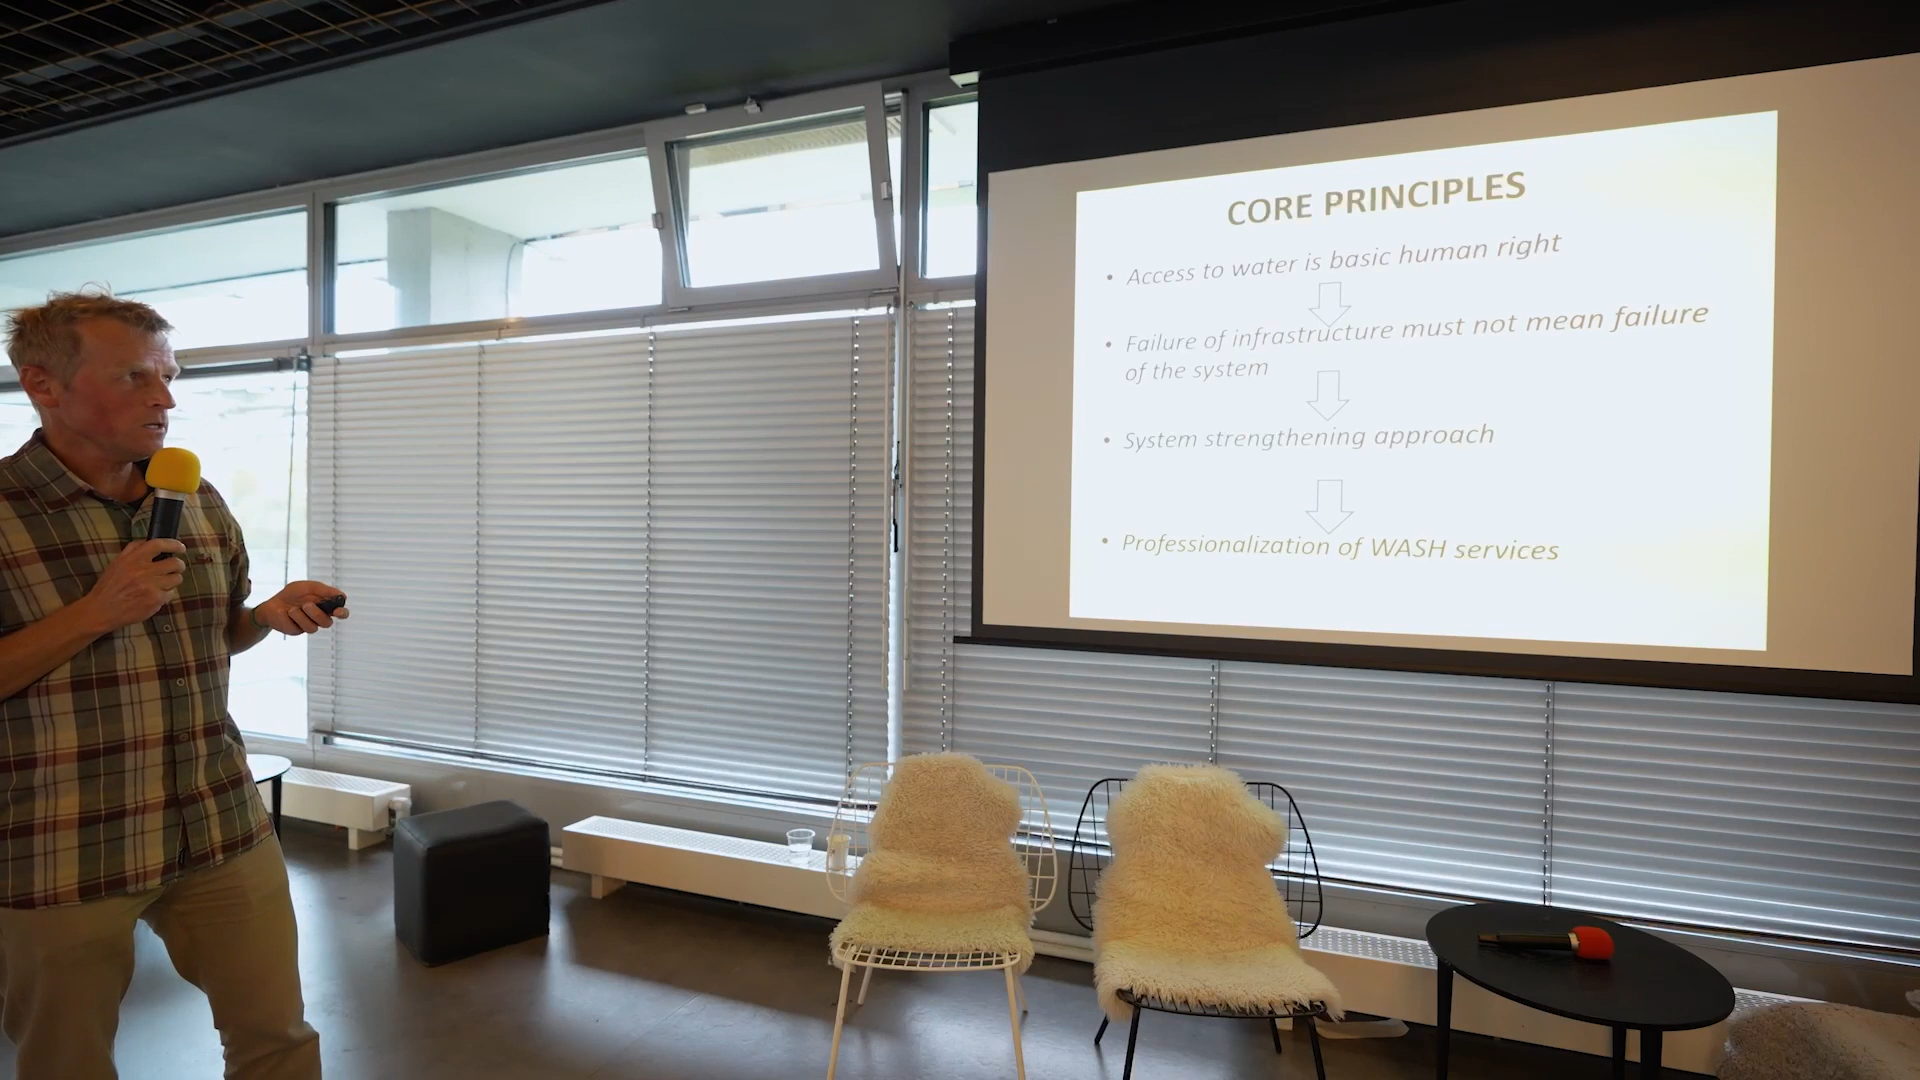 CORE PRINCIPLES
• Access to water is basic human right
• Failure of infrastructure must not mean failure
of the system
• System strengthening approach
• Professionalization of WASH services